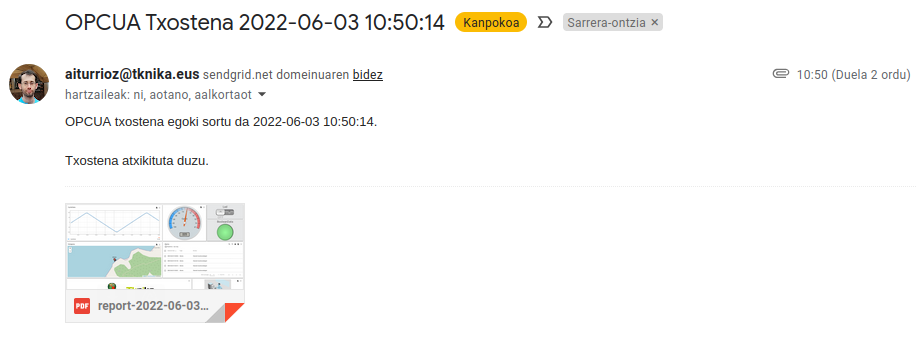 OPCUA Txostena 2022-06-03 10:50:14 Kanpokoa Sarrera-ontzia ×
aiturrioz@tknika.eus sendgrid.net domeinuaren bidez 10:50 (Duela 2 ordu)
hartzaileak: ni, aotano, aalkortaot
OPCUA txostena egoki sortu da 2022-06-03 10:50:14.
Txostena atxikituta duzu.
PDF report-2022-06-03...